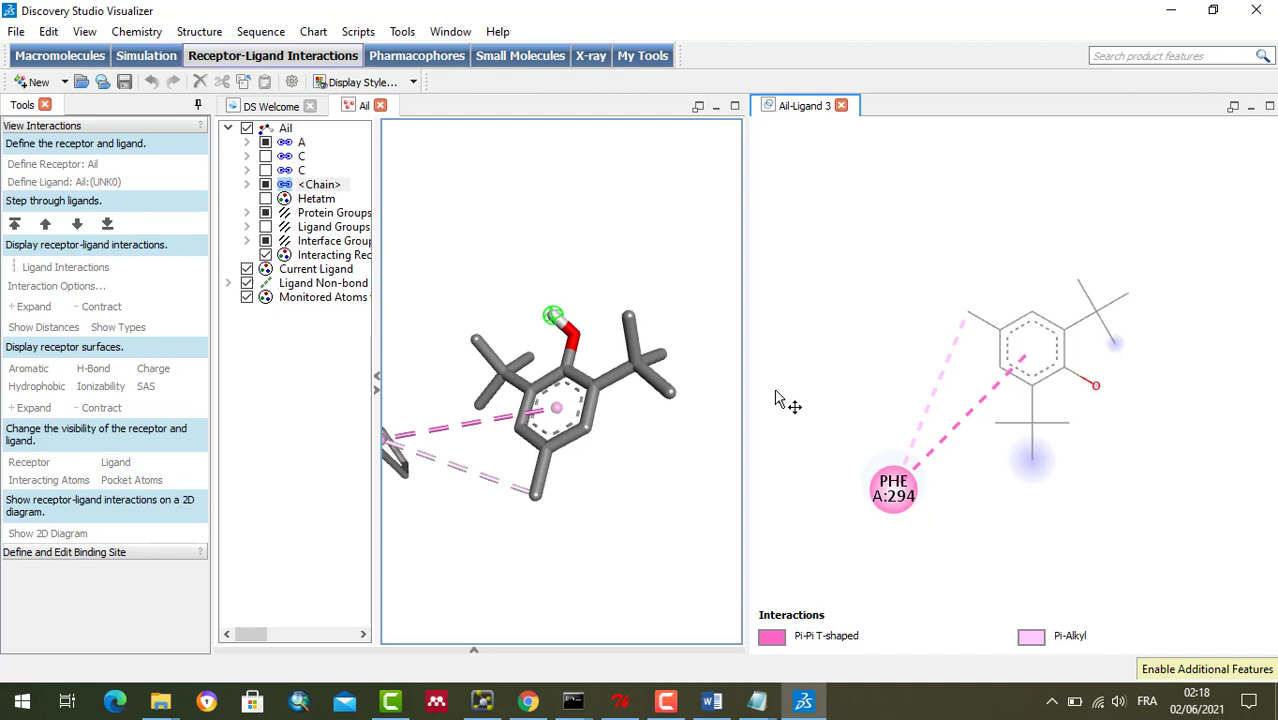 Discovery Studio Visualizer
File Edit View Chemistry Structure Sequence Chart Scripts Tools Window Help
Macromolecules Simulation Receptor-Ligand Interactions Pharmacophores Small Molecules X-ray My Tools
Search product features
New Display Style...
Tools
DS Welcome Ail
Ail-Ligand 3
View Interactions ?
Define the receptor and ligand.
Define Receptor: Ail
Define Ligand: Ail:(UNK0)
Step through ligands.
Display receptor-ligand interactions.
Ligand Interactions
Interaction Options...
+Expand -Contract
Show Distances Show Types
Display receptor surfaces.
Aromatic H-Bond Charge
Hydrophobic Ionizability SAS
+Expand -Contract
Change the visibility of the receptor and
ligand.
Receptor Ligand
Interacting Atoms Pocket Atoms
Show receptor-ligand interactions on a 2D
diagram.
Show 2D Diagram
Define and Edit Binding Site ?
Ail
A
C
C
<Chain>
Hetatm
Protein Groups
Ligand Groups
Interface Grou
Interacting Rec
Current Ligand
Ligand Non-bond
Monitored Atoms
O
PHE
A:294
Interactions
Pi-Pi T-shaped
Pi-Alkyl
Enable Additional Features
FRA
02:18
02/06/2021